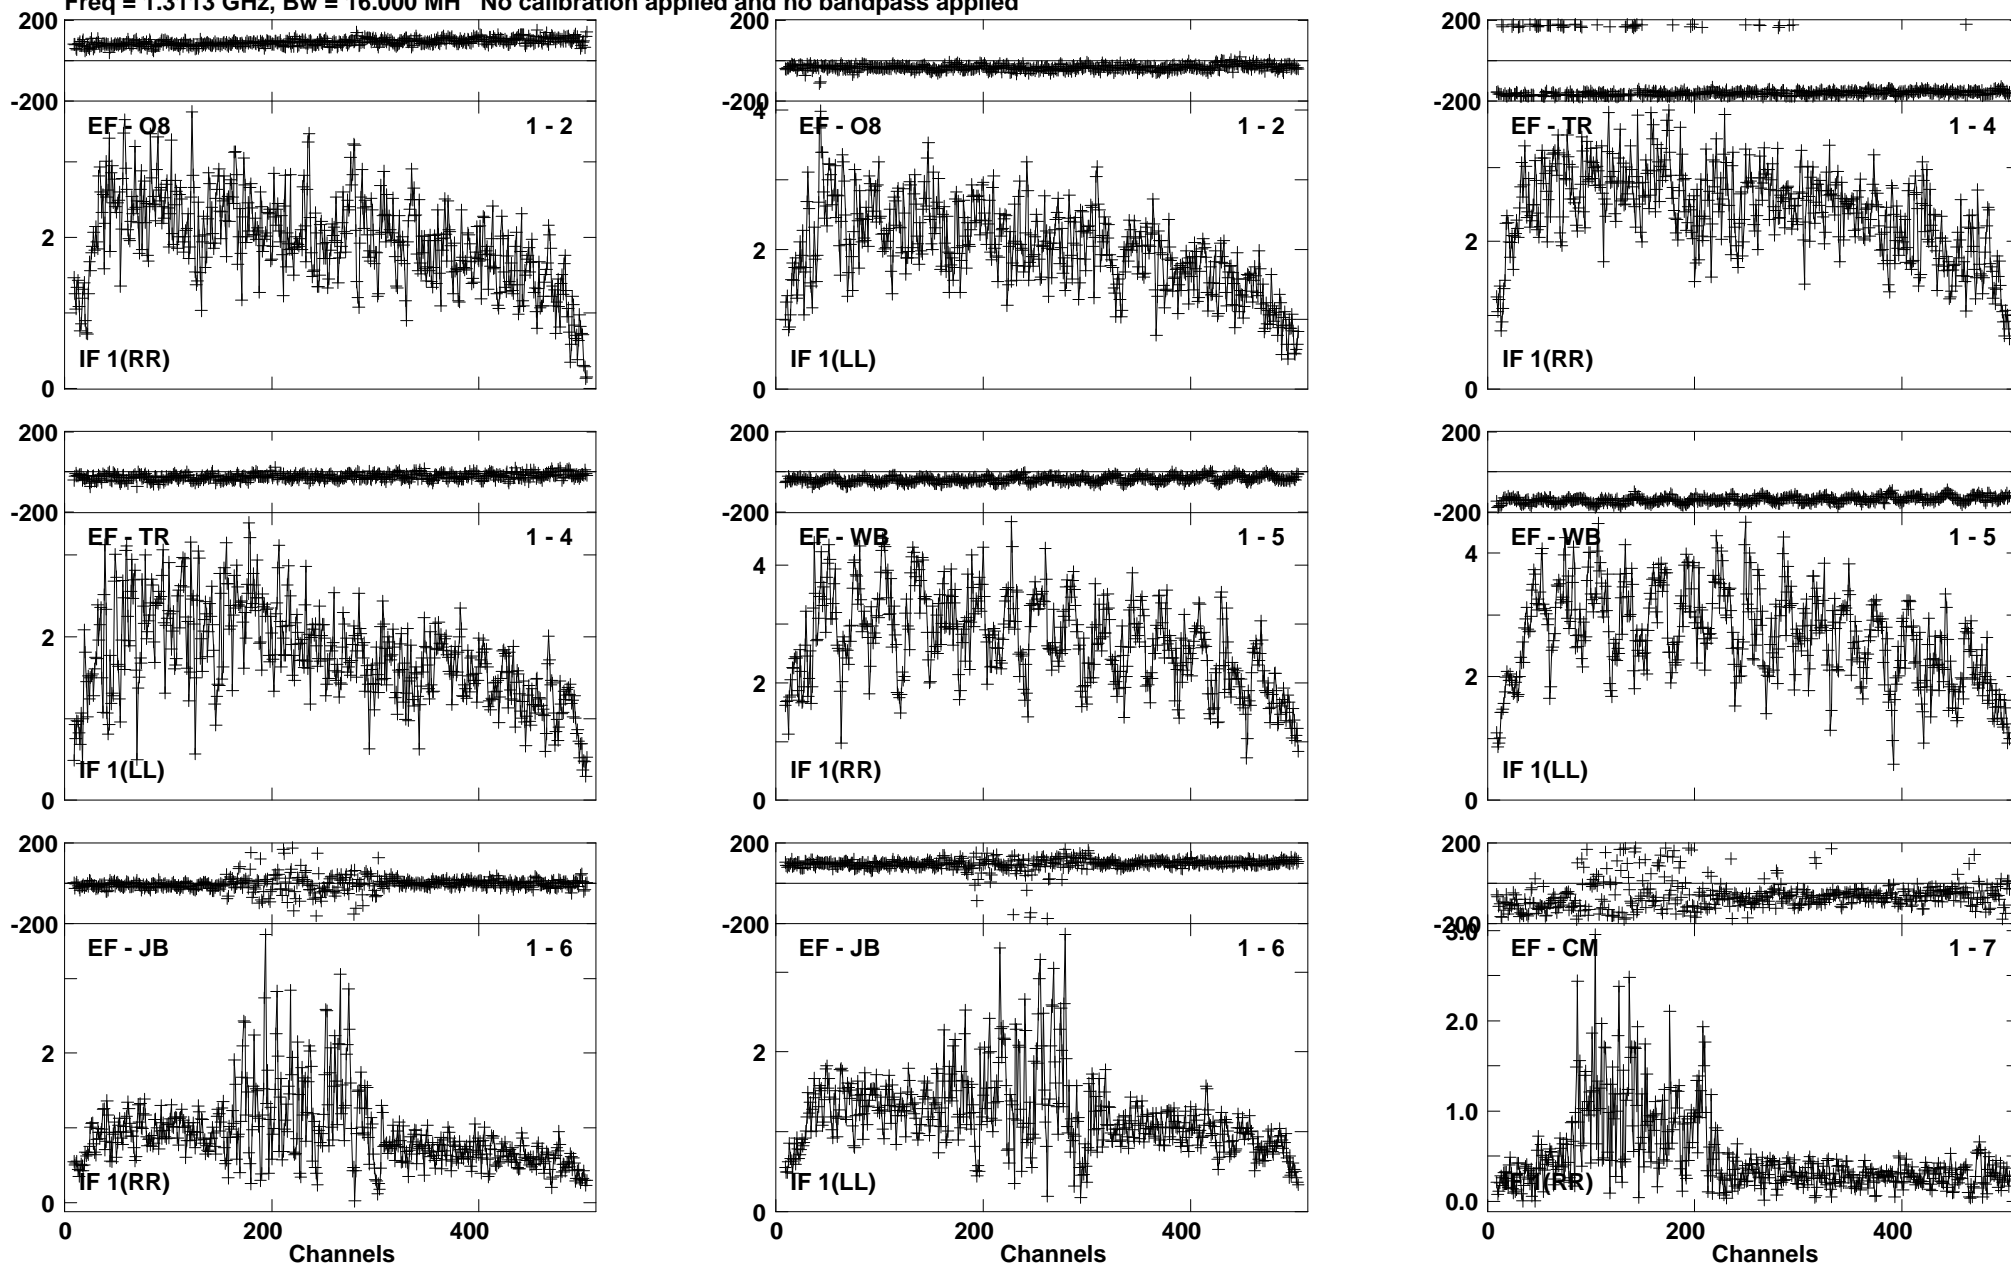 Freq = 1.3113 GHz, Bw = 16.000 MH No calibration applied and no bandpass applied
200
-200
EF - O8
1 - 2
2
IF 1(RR)
0
200
-200
4
EF - O8
1 - 2
2
IF 1(LL)
0
200
-200
EF - TR
1 - 4
2
IF 1(RR)
0
200
-200
EF - TR
1 - 4
2
IF 1(LL)
0
200
-200
EF - WB
1 - 5
4
2
IF 1(RR)
0
200
-200
EF - WB
1 - 5
4
2
IF 1(LL)
0
200
-200
EF - JB
1 - 6
2
IF 1(RR)
0
0
200
400
Channels
200
-200
EF - JB
1 - 6
2
IF 1(LL)
0
0
200
400
Channels
200
-200
3.0
EF - CM
1 - 7
2.0
1.0
IF 1(RR)
0.0
0
200
400
Channels